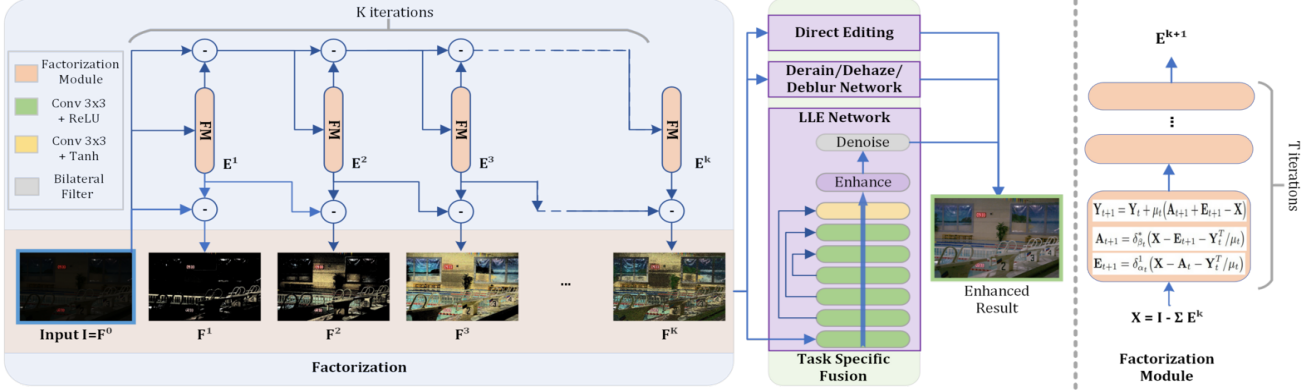 K iterations
Factorization
Module
Conv 3x3
+ ReLU
Conv 3x3
+ Tanh
Bilateral
Filter
FM
FM
FM
FM
E¹
E²
E³
Eᵏ
-
-
-
-
-
-
-
...
Input I=F⁰
F¹
F²
F³
Fᴷ
Factorization
Direct Editing
Derain/Dehaze/
Deblur Network
LLE Network
Denoise
Enhance
Task Specific
Fusion
Enhanced
Result
Eᵏ⁺¹
...
T iterations
Yₜ₊₁ = Yₜ + μₜ(Aₜ₊₁ + Eₜ₊₁ - X)
Aₜ₊₁ = δ*_βₜ(X - Eₜ₊₁ - Yₜᵀ/μₜ)
Eₜ₊₁ = δ¹_αₜ(X - Aₜ - Yₜᵀ/μₜ)
X = I - Σ Eᵏ
Factorization
Module